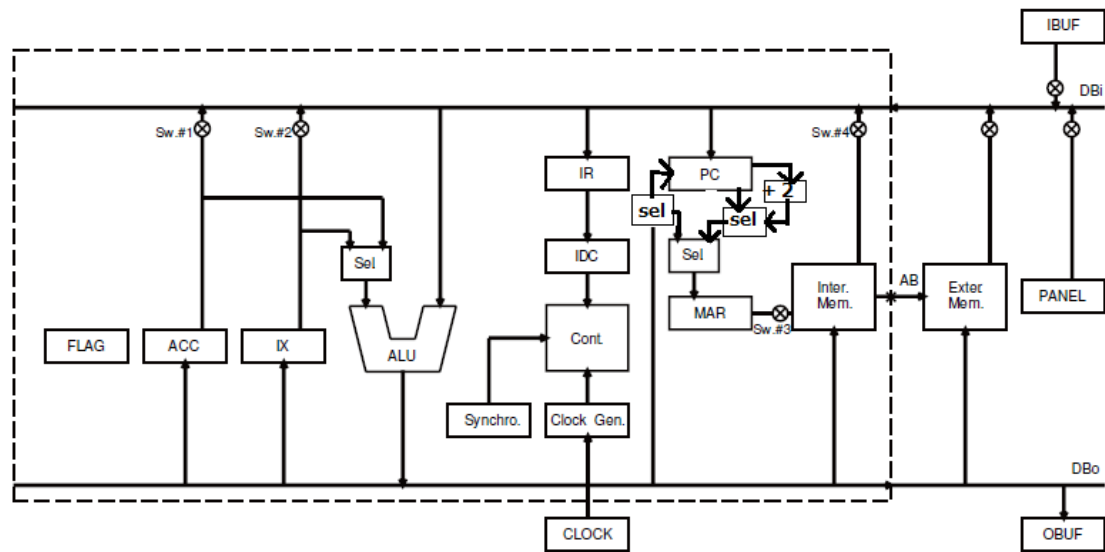 IBUF
DBi
Sw.#1
Sw.#2
Sw.#4
IR
PC
+ 2
sel
sel
Sel
IDC
Sel
Inter.
Mem.
AB
Exter.
Mem.
PANEL
MAR
Sw.#3
FLAG
ACC
IX
ALU
Cont.
Synchro.
Clock Gen.
DBo
CLOCK
OBUF